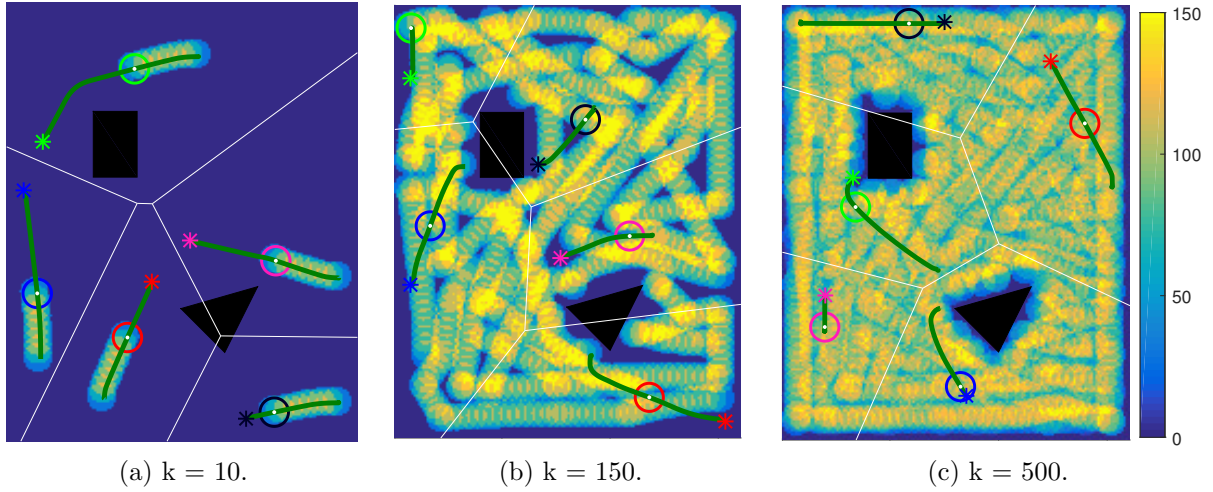 150
100
50
0
(a) k = 10.
(b) k = 150.
(c) k = 500.